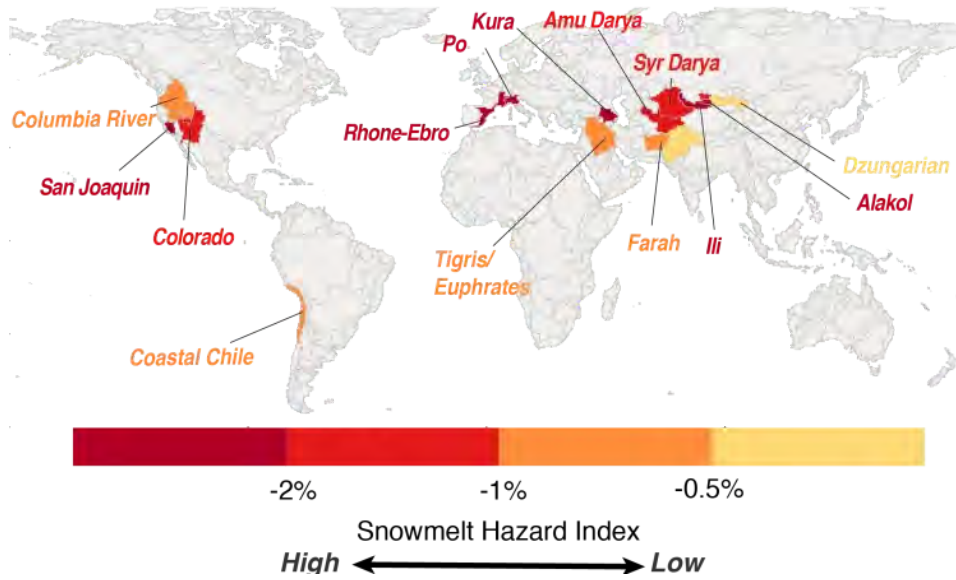 Kura
Amu Darya
Po
Syr Darya
Columbia River
Rhone-Ebro
Dzungarian
San Joaquin
Alakol
Colorado
Farah
Ili
Tigris/
Euphrates
Coastal Chile
-2%
-1%
-0.5%
Snowmelt Hazard Index
High
Low